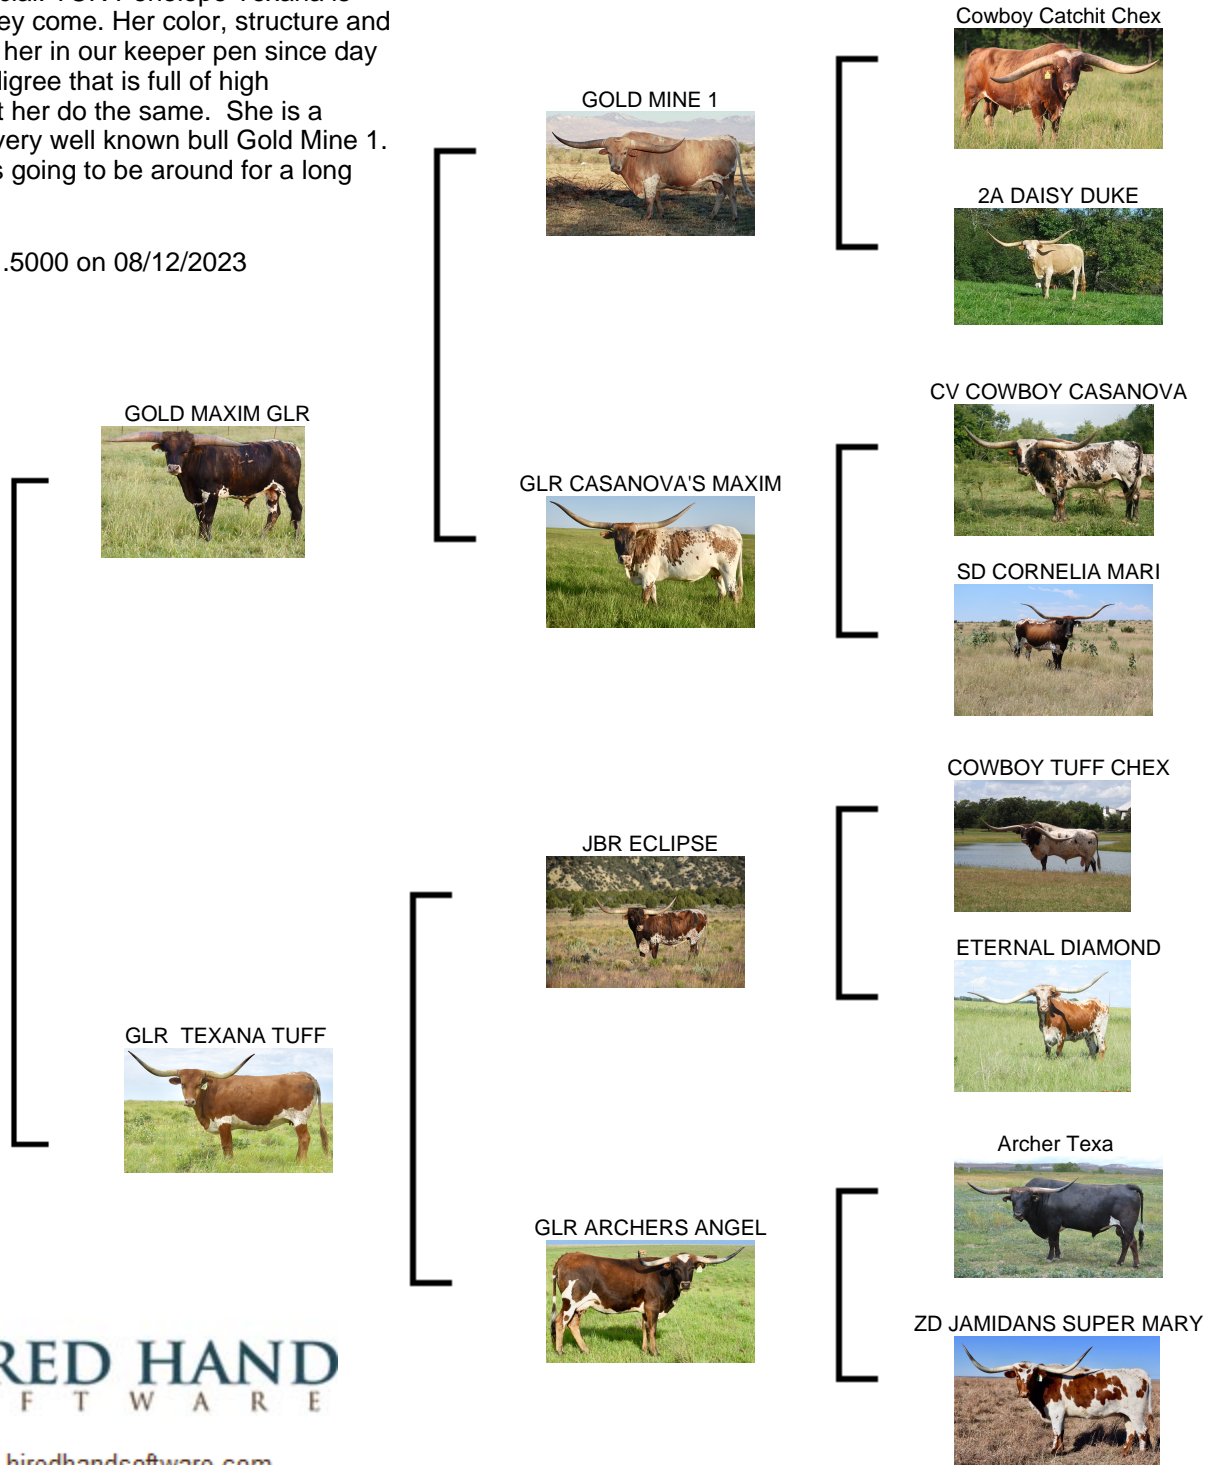 ey come. Her color, structure and
her in our keeper pen since day
digree that is full of high
t her do the same.  She is a
very well known bull Gold Mine 1.
s going to be around for a long
.5000 on 08/12/2023
Cowboy Catchit Chex
GOLD MINE 1
2A DAISY DUKE
GOLD MAXIM GLR
CV COWBOY CASANOVA
GLR CASANOVA'S MAXIM
SD CORNELIA MARI
COWBOY TUFF CHEX
JBR ECLIPSE
ETERNAL DIAMOND
GLR  TEXANA TUFF
Archer Texa
GLR ARCHERS ANGEL
ZD JAMIDANS SUPER MARY
RED HAND
F T W A R E
hiredhandsoftware.com